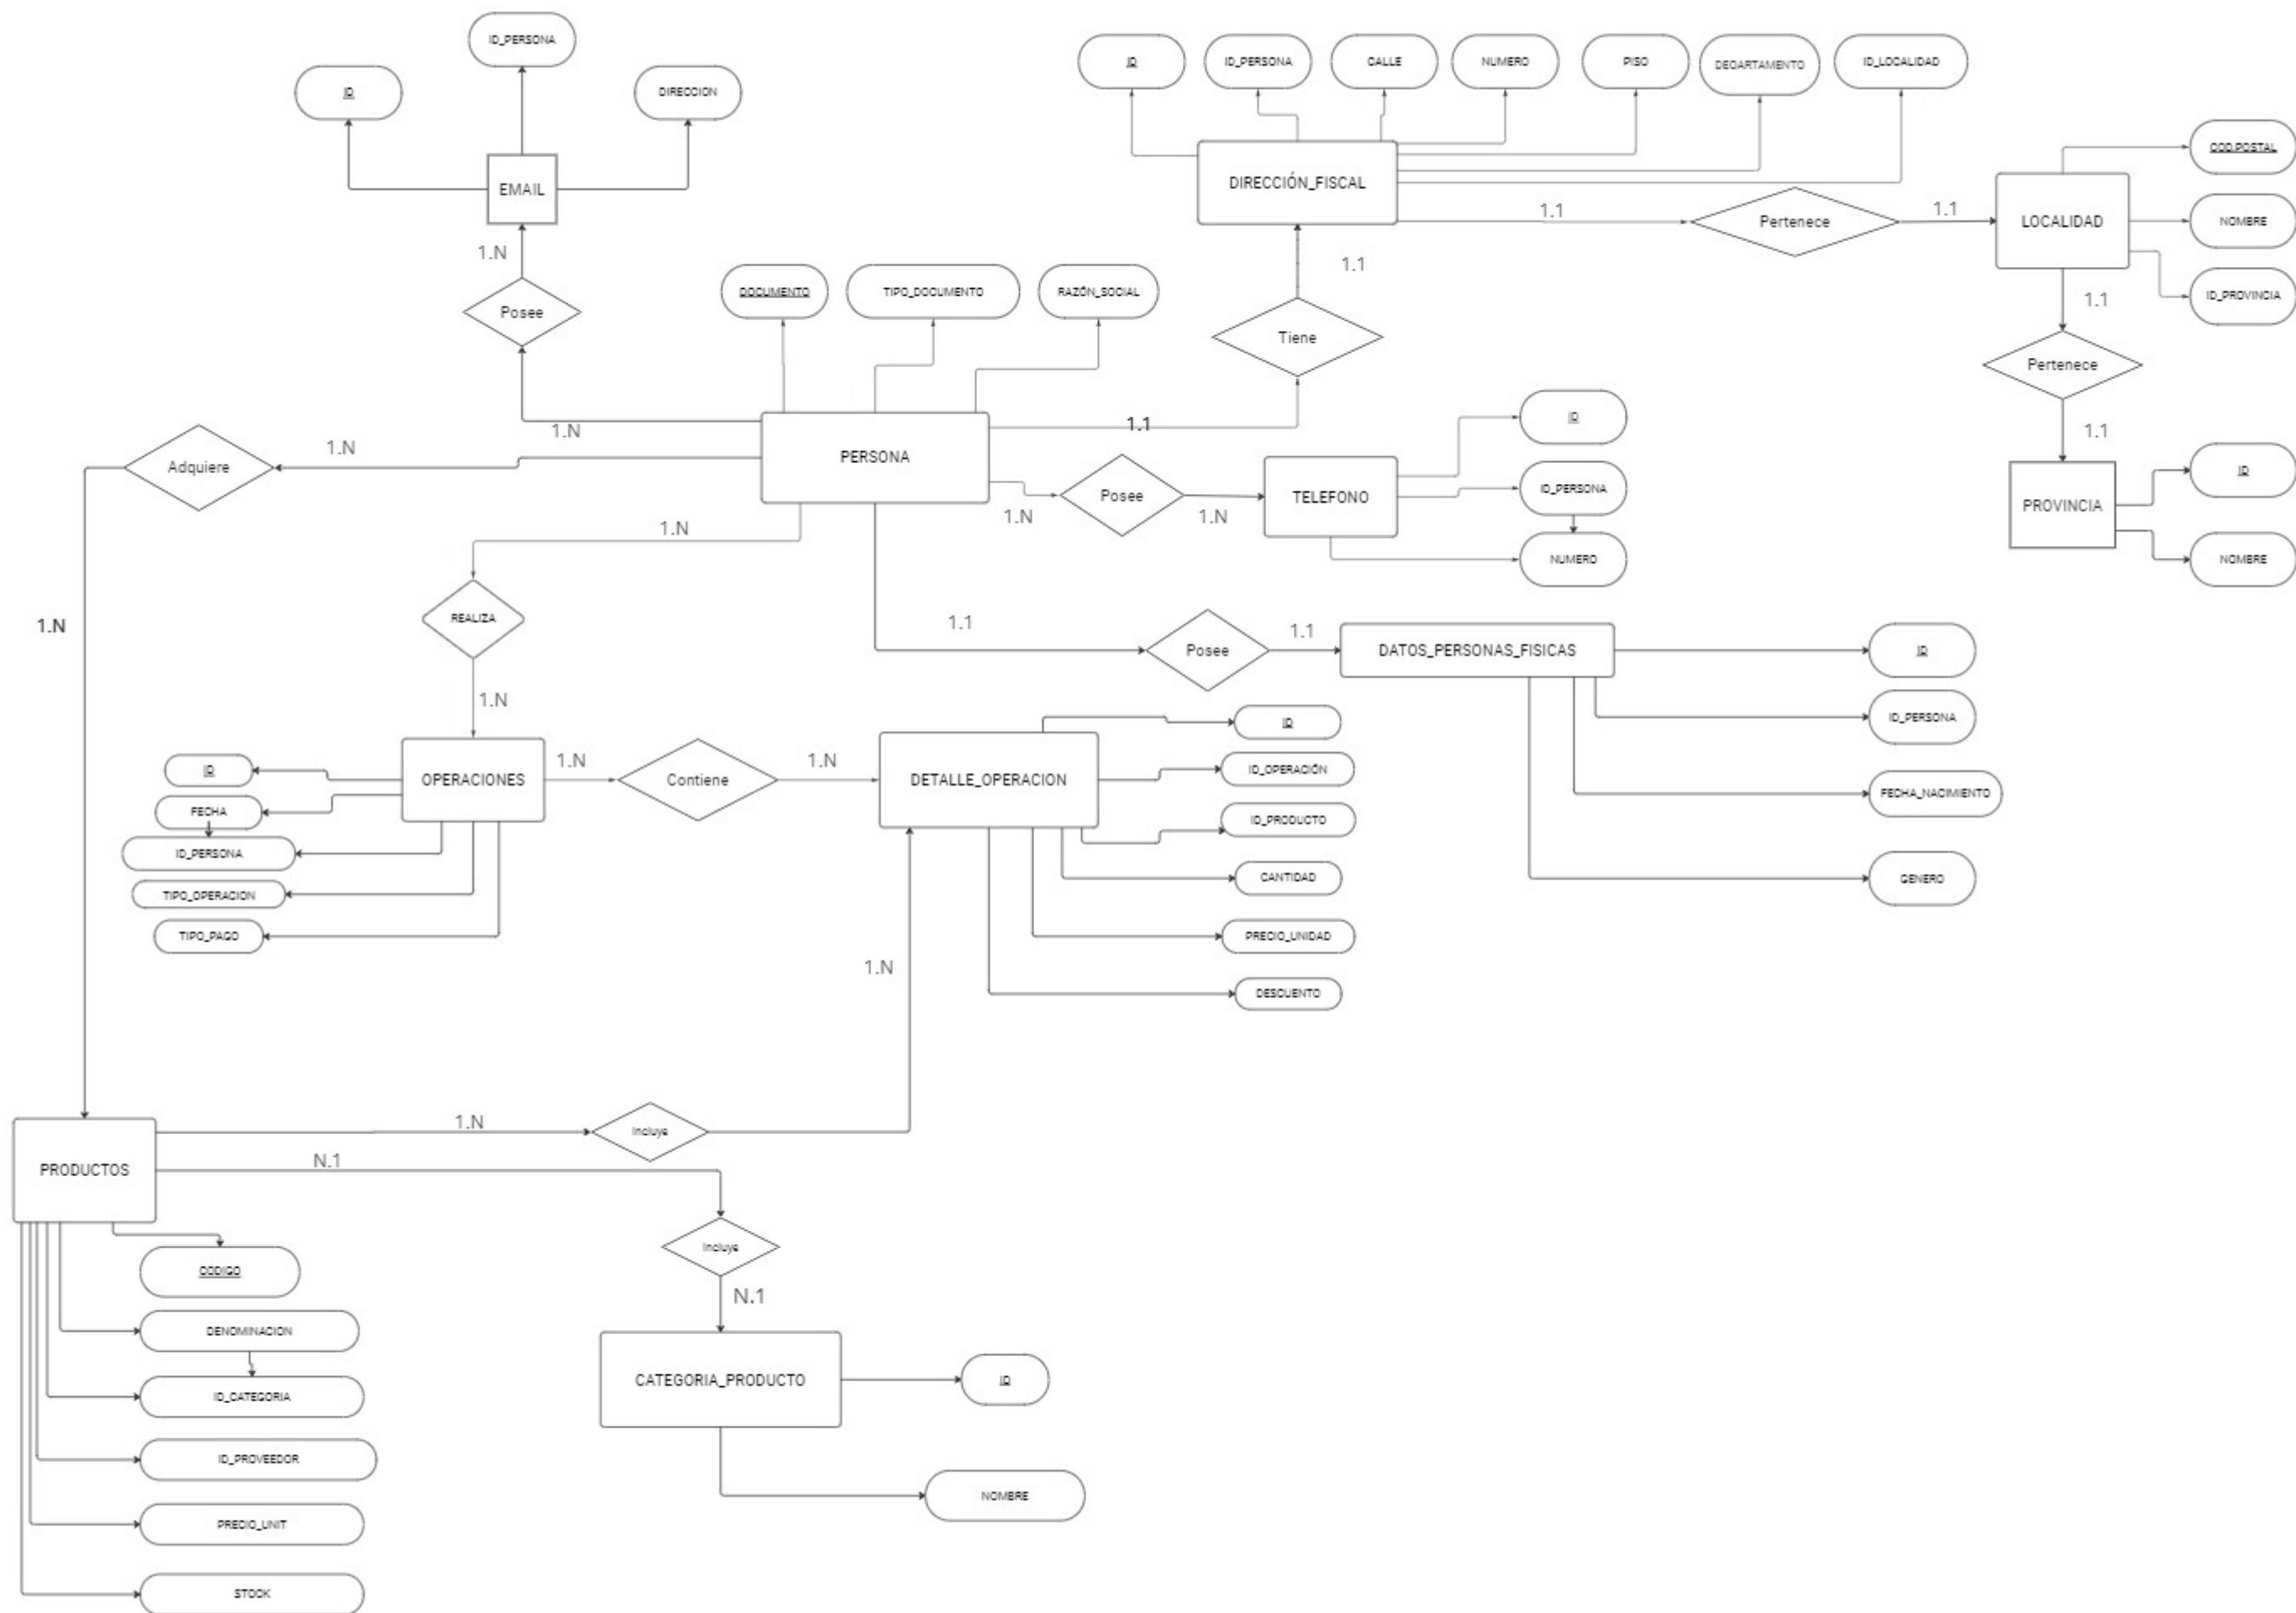 ID_PERSONA
ID
DIRECCION
EMAIL
1.N
Posee
1.N
ID
ID_PERSONA
CALLE
NUMERO
PISO
DEOARTAMENTO
ID_LOCALIDAD
DIRECCIÓN_FISCAL
1.1
Pertenece
1.1
LOCALIDAD
COD.POSTAL
NOMBRE
ID_PROVINCIA
1.1
Tiene
1.1
1.1
Pertenece
1.1
PROVINCIA
ID
NOMBRE
DOCUMENTO
TIPO_DOCUMENTO
RAZÓN_SOCIAL
PERSONA
Adquiere
1.N
1.N
1.N
Posee
1.N
TELEFONO
ID
ID_PERSONA
NUMERO
1.N
REALIZA
1.N
1.1
Posee
1.1
DATOS_PERSONAS_FISICAS
ID
ID_PERSONA
FECHA_NACIMIENTO
GENERO
OPERACIONES
ID
FECHA
ID_PERSONA
TIPO_OPERACION
TIPO_PAGO
1.N
Contiene
1.N
DETALLE_OPERACION
ID
ID_OPERACIÓN
ID_PRODUCTO
CANTIDAD
PRECIO_UNIDAD
DESCUENTO
1.N
PRODUCTOS
1.N
Incluye
N.1
Incluye
N.1
CODIGO
DENOMINACION
ID_CATEGORIA
ID_PROVEEDOR
PRECIO_UNIT
STOCK
CATEGORIA_PRODUCTO
ID
NOMBRE